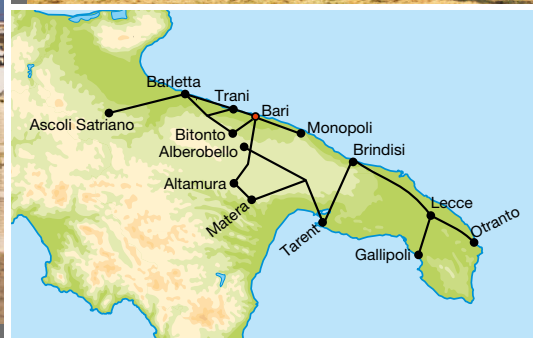 Barletta
Trani
Bari
Ascoli Satriano
Bitonto
Monopoli
Alberobello
Brindisi
Altamura
Matera
Lecce
Tarent
Otranto
Gallipoli